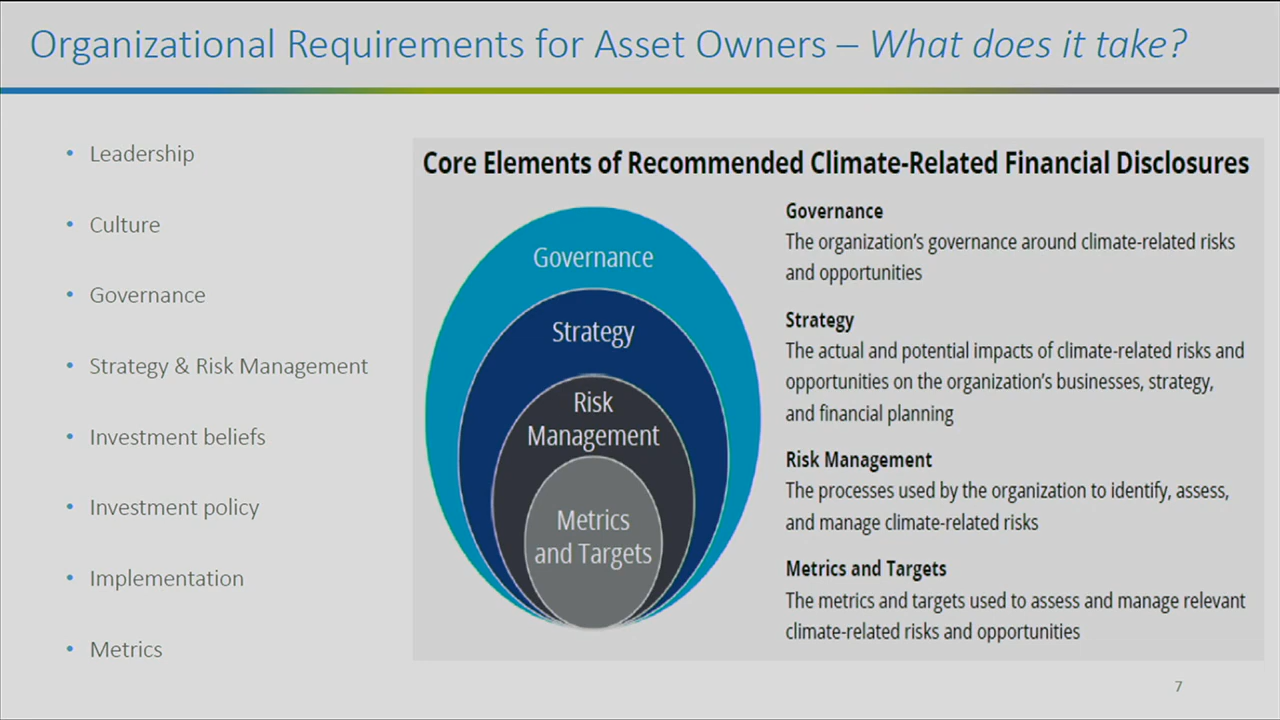 Organizational Requirements for Asset Owners – What does it take?
• Leadership
• Culture
• Governance
• Strategy & Risk Management
• Investment beliefs
• Investment policy
• Implementation
• Metrics
Core Elements of Recommended Climate-Related Financial Disclosures
Governance
Strategy
Risk
Management
Metrics
and Targets
Governance
The organization’s governance around climate-related risks
and opportunities
Strategy
The actual and potential impacts of climate-related risks and
opportunities on the organization’s businesses, strategy,
and financial planning
Risk Management
The processes used by the organization to identify, assess,
and manage climate-related risks
Metrics and Targets
The metrics and targets used to assess and manage relevant
climate-related risks and opportunities
7